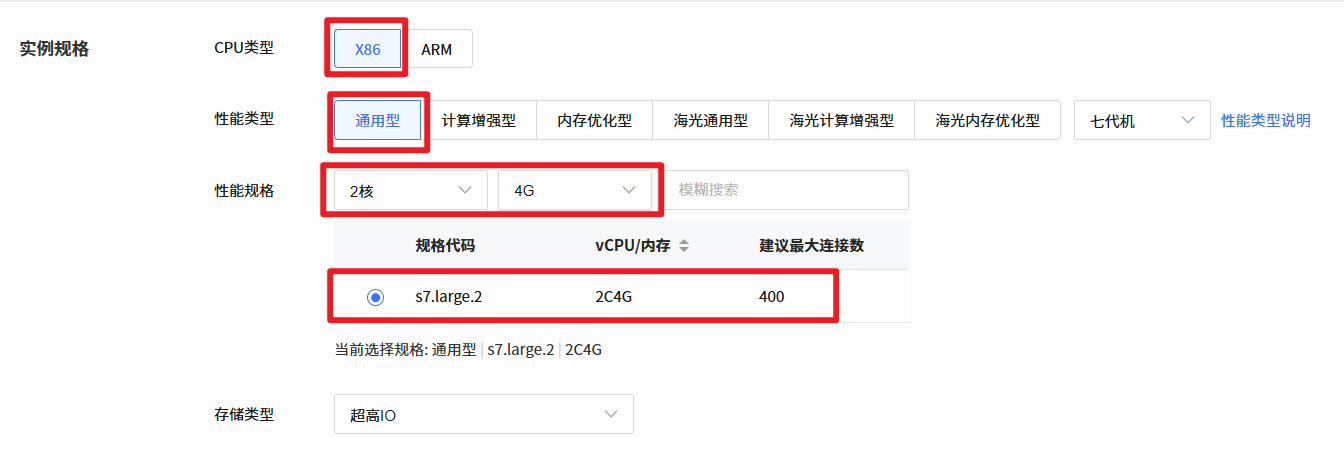 实例规格 CPU类型 X86 ARM
性能类型 通用型 计算增强型 内存优化型 海光通用型 海光计算增强型 海光内存优化型 七代机 性能类型说明
性能规格 2核 4G 模糊搜索
规格代码 vCPU/内存 建议最大连接数
s7.large.2 2C4G 400
当前选择规格: 通用型 | s7.large.2 | 2C4G
存储类型 超高IO